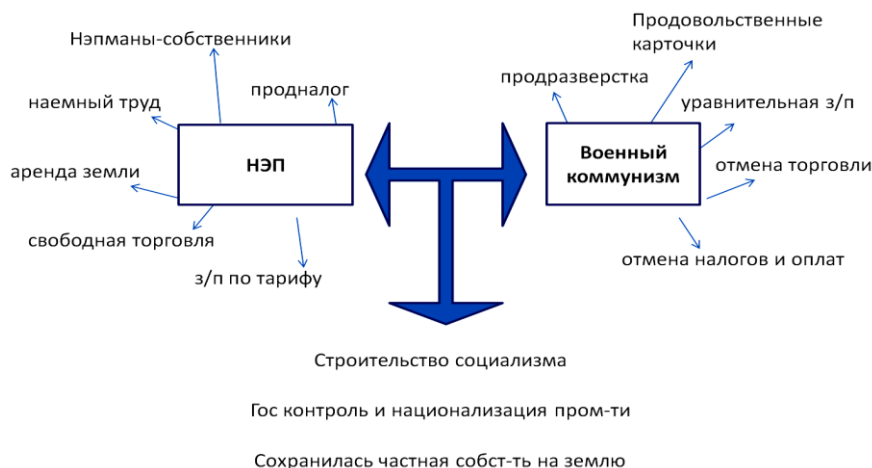 Нэпманы-собственники
продналог
наемный труд
НЭП
аренда земли
свободная торговля
з/п по тарифу
Продовольственные
карточки
продразверстка
уравнительная з/п
Военный
коммунизм
отмена торговли
отмена налогов и оплат
Строительство социализма
Гос контроль и национализация пром-ти
Сохранилась частная собст-ть на землю